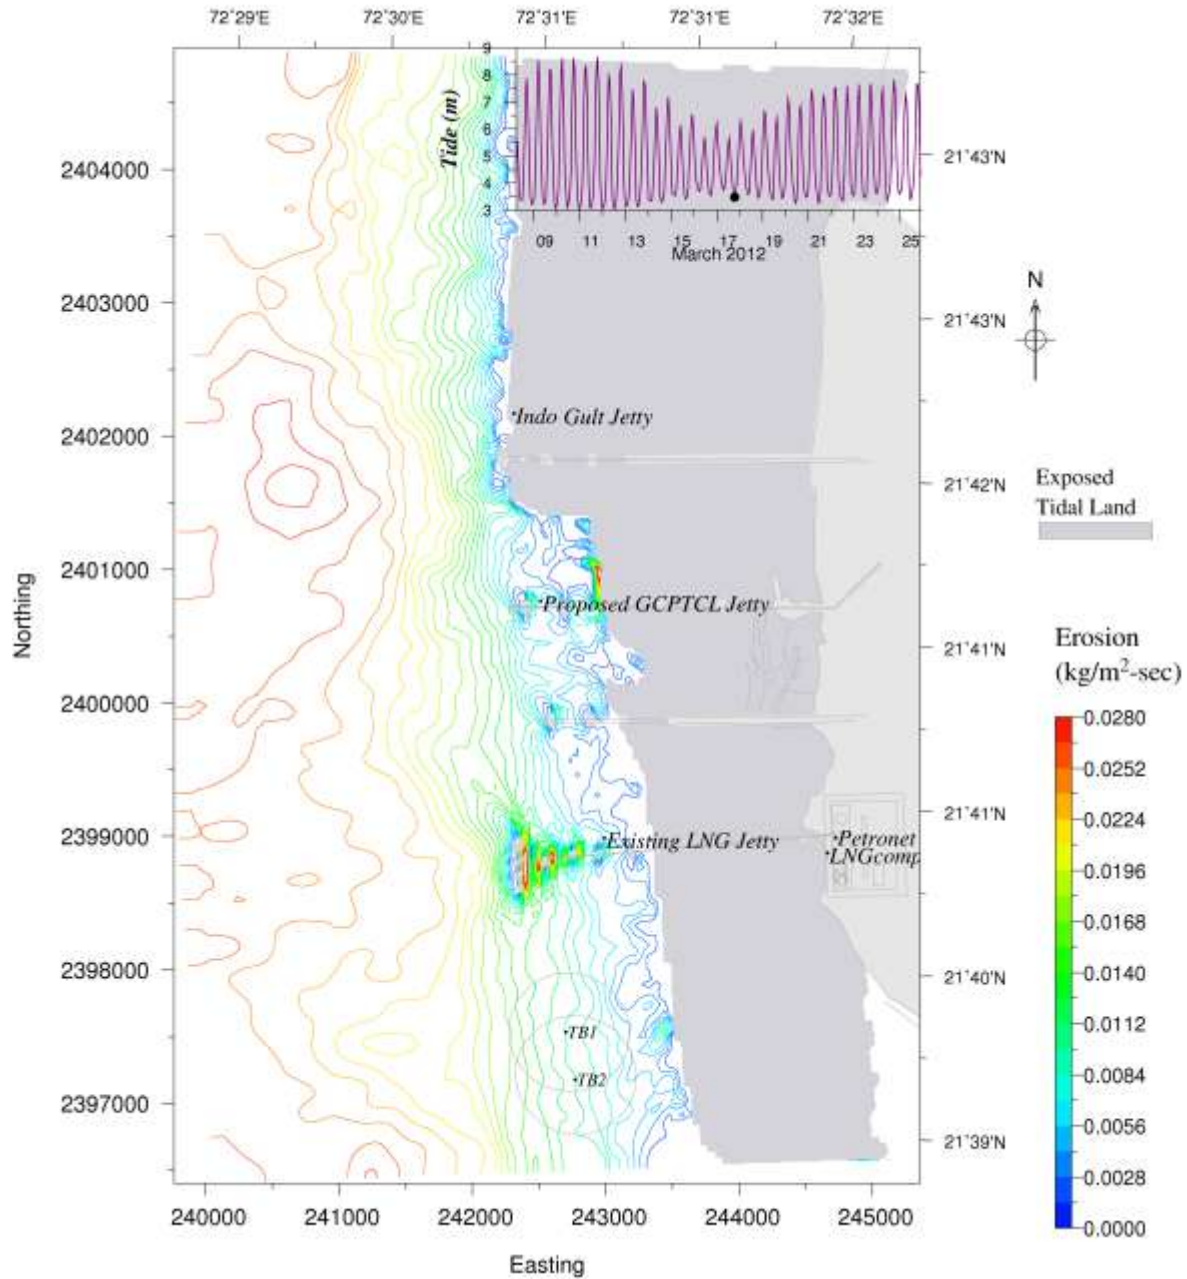 72°29'E 72°30'E 72°31'E 72°31'E 72°32'E
Tide (m)
9
8
7
6
5
4
3
09 11 13 15 17 19 21 23 25
March 2012
2404000
2403000
2402000
2401000
2400000
2399000
2398000
2397000
Northing
21°43'N
21°43'N
21°42'N
21°41'N
21°41'N
21°40'N
21°39'N
Indo Gult Jetty
Proposed GCPTCL Jetty
Existing LNG Jetty
Petronet
LNGcomp
TB1
TB2
240000 241000 242000 243000 244000 245000
Easting
N
Exposed
Tidal Land
Erosion
(kg/m²-sec)
0.0280
0.0252
0.0224
0.0196
0.0168
0.0140
0.0112
0.0084
0.0056
0.0028
0.0000